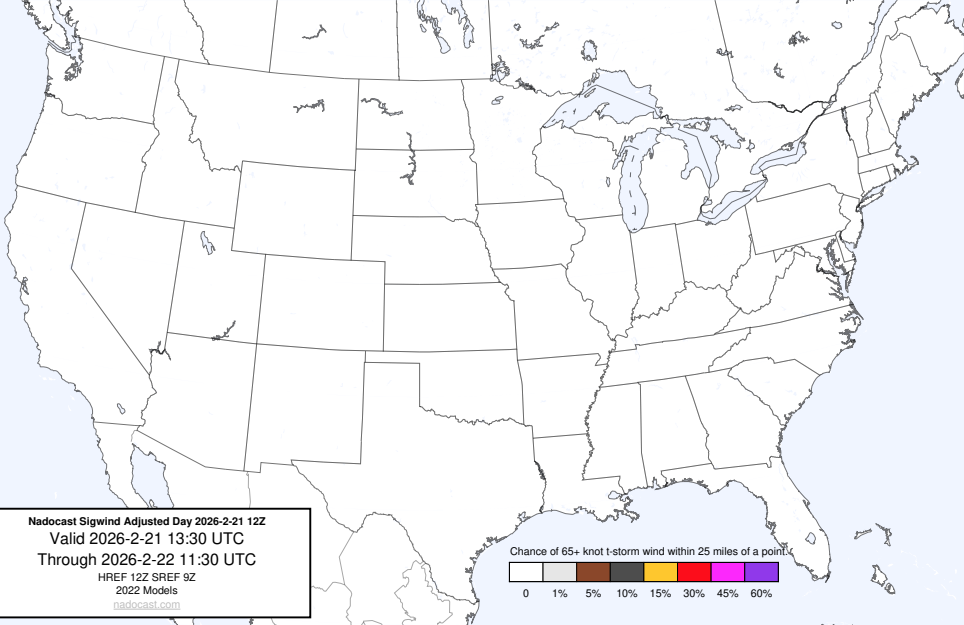 Nadocast Sigwind Adjusted Day 2026-2-21 12Z
Valid 2026-2-21 13:30 UTC
Through 2026-2-22 11:30 UTC
HREF 12Z SREF 9Z
2022 Models
nadocast.com
Chance of 65+ knot t-storm wind within 25 miles of a point.
0 1% 5% 10% 15% 30% 45% 60%